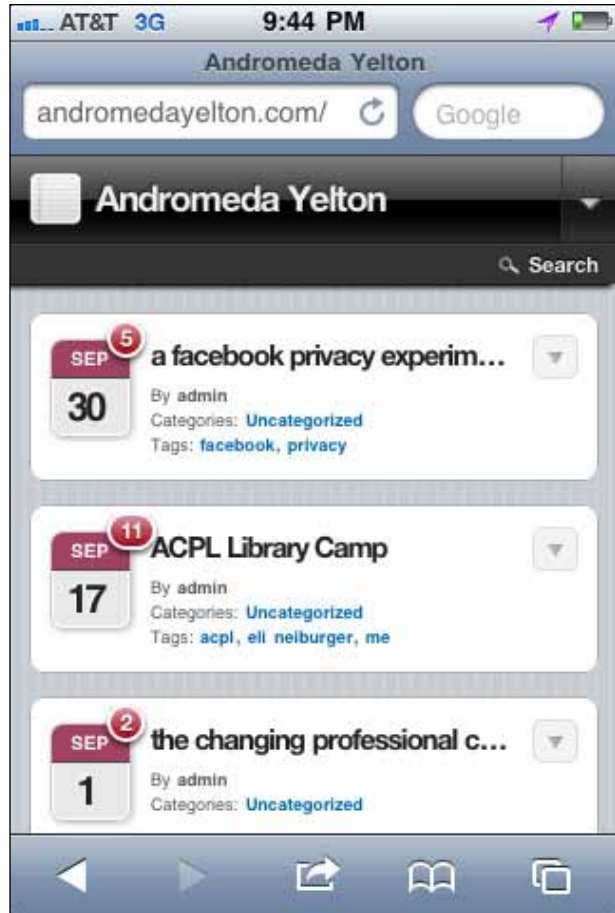 AT&T 3G 9:44 PM
Andromeda Yelton
andromedayelton.com/ Google
Andromeda Yelton
Search
SEP 5 a facebook privacy experim...
30 By admin
Categories: Uncategorized
Tags: facebook, privacy
SEP 11 ACPL Library Camp
17 By admin
Categories: Uncategorized
Tags: acpl, eli neiburger, me
SEP 2 the changing professional c...
1 By admin
Categories: Uncategorized